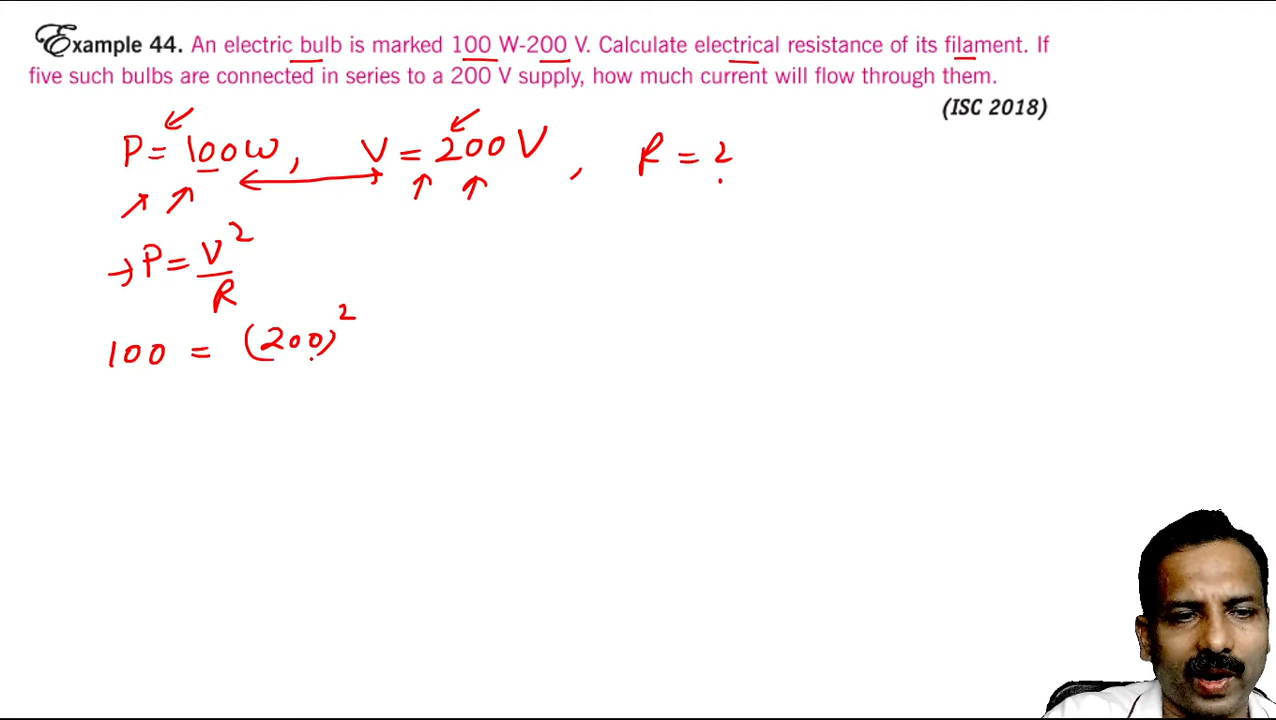 Example 44. An electric bulb is marked 100 W-200 V. Calculate electrical resistance of its filament. If
five such bulbs are connected in series to a 200 V supply, how much current will flow through them.
(ISC 2018)
P = 100W, V = 200 V, R = ?
→ P = V²/R
100 = (200)²